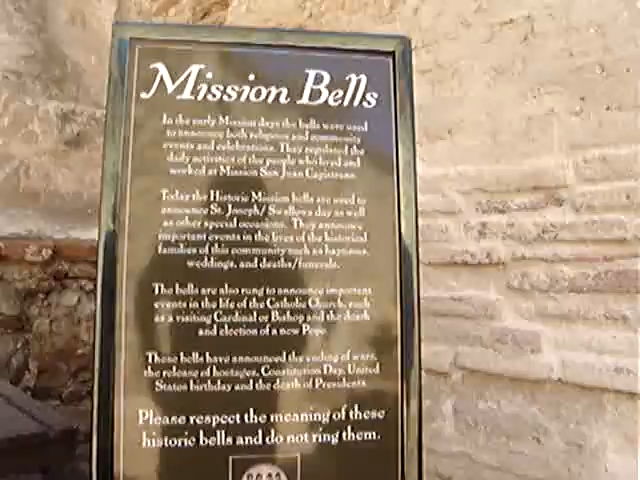 Mission Bells
In the early Mission days the bells were used
to announce both religious and community
events and celebrations. They regulated the
daily activities of the people who lived and
worked at Mission San Juan Capistrano.
Today the Historic Mission bells are used to
announce St. Joseph/ Swallows day as well
as other special occasions. They announce
important events in the lives of the historical
families of this community such as baptisms,
weddings, and deaths/funerals.
The bells are also rung to announce important
events in the life of the Catholic Church, such
as a visiting Cardinal or Bishop and the death
and election of a new Pope.
These bells have announced the ending of wars,
the release of hostages, Constitution Day, United
States birthday and the death of Presidents
Please respect the meaning of these
historic bells and do not ring them.